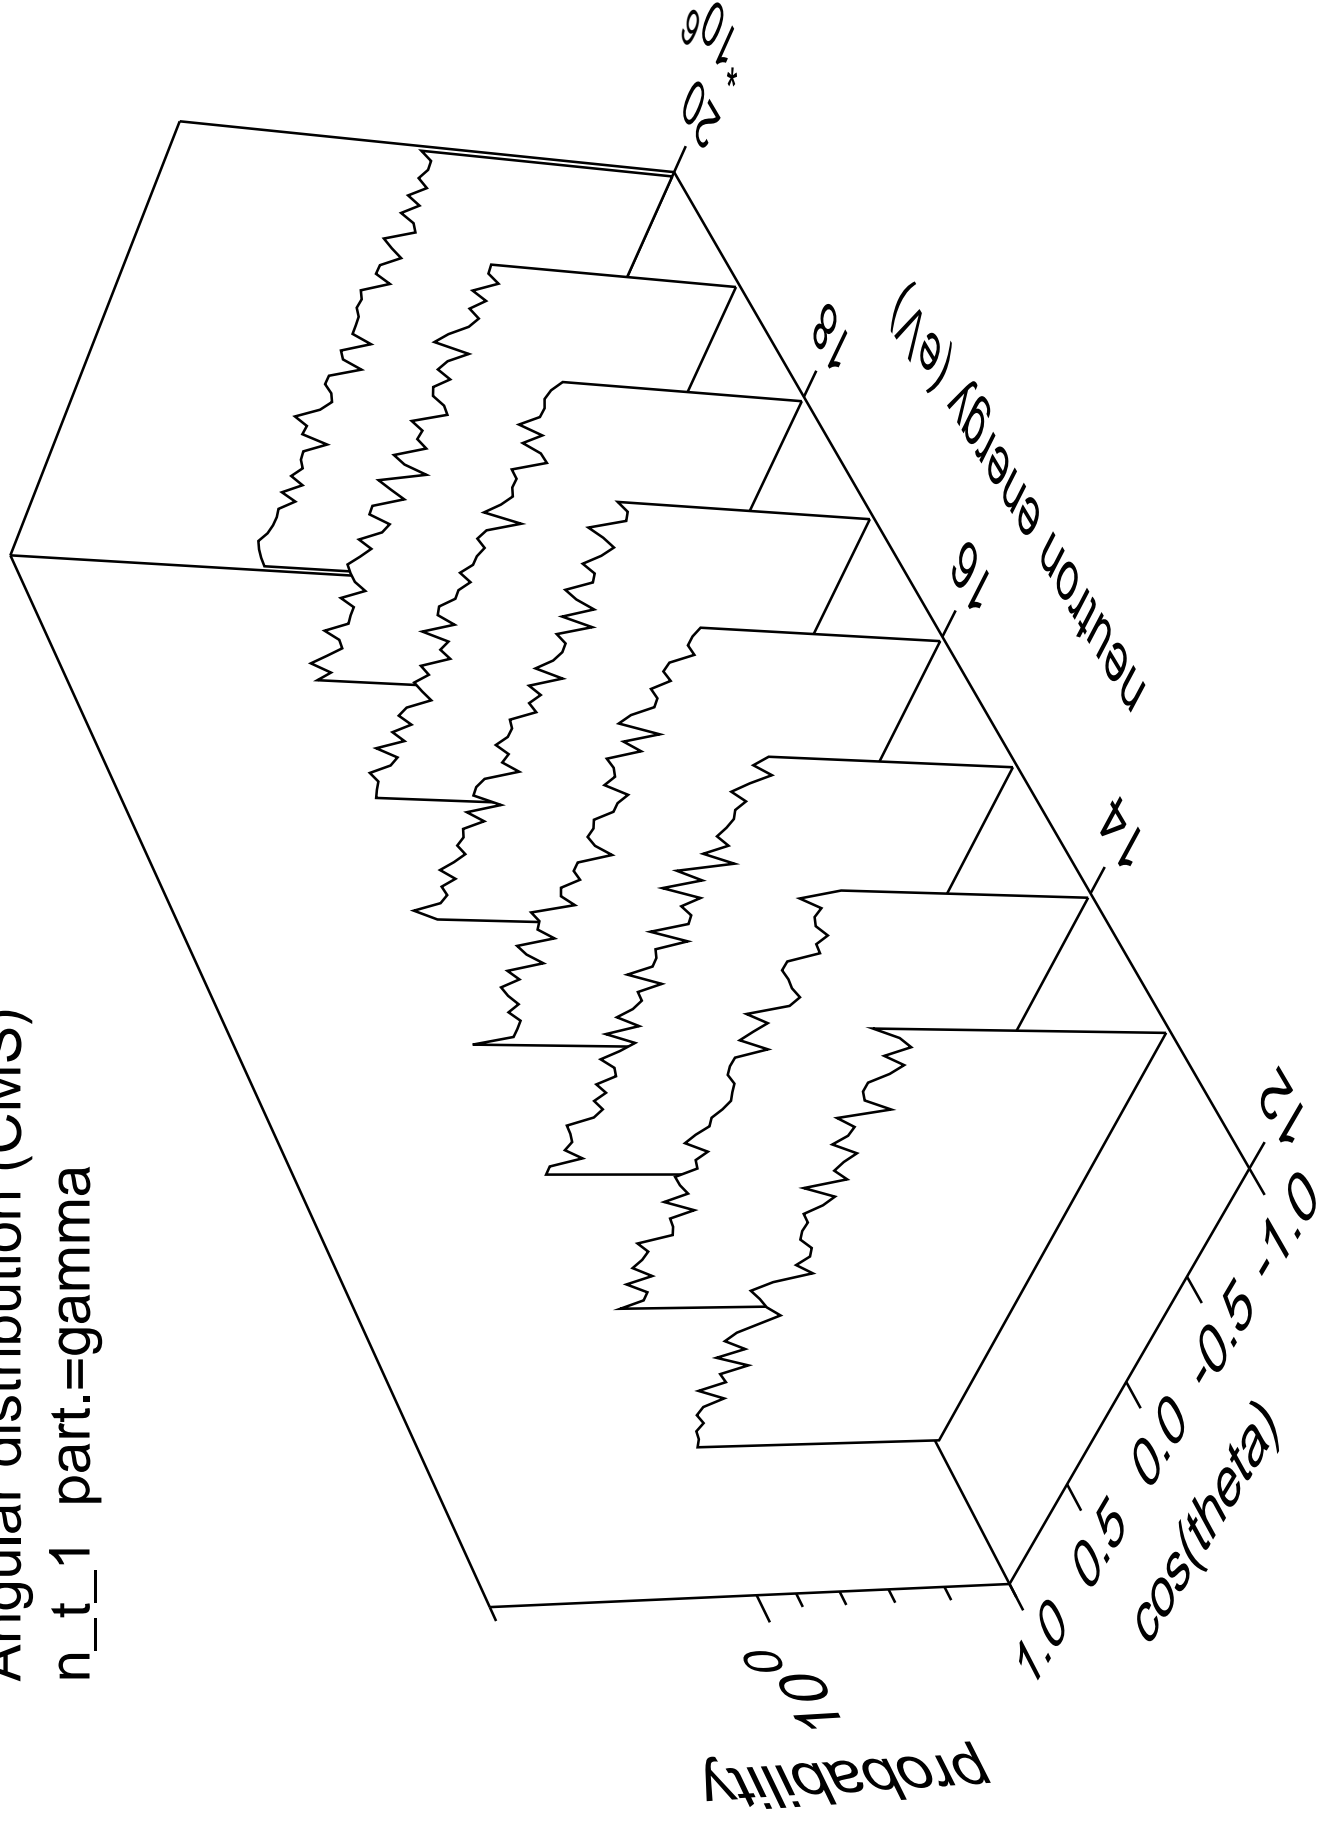 Angular distribution (CMS)
n_t_1 part.=gamma
probability
10^0
cos(theta)
1.0 0.5 0.0 -0.5 -1.0
neutron energy (eV)
12 14 16 18 20 * 10^6